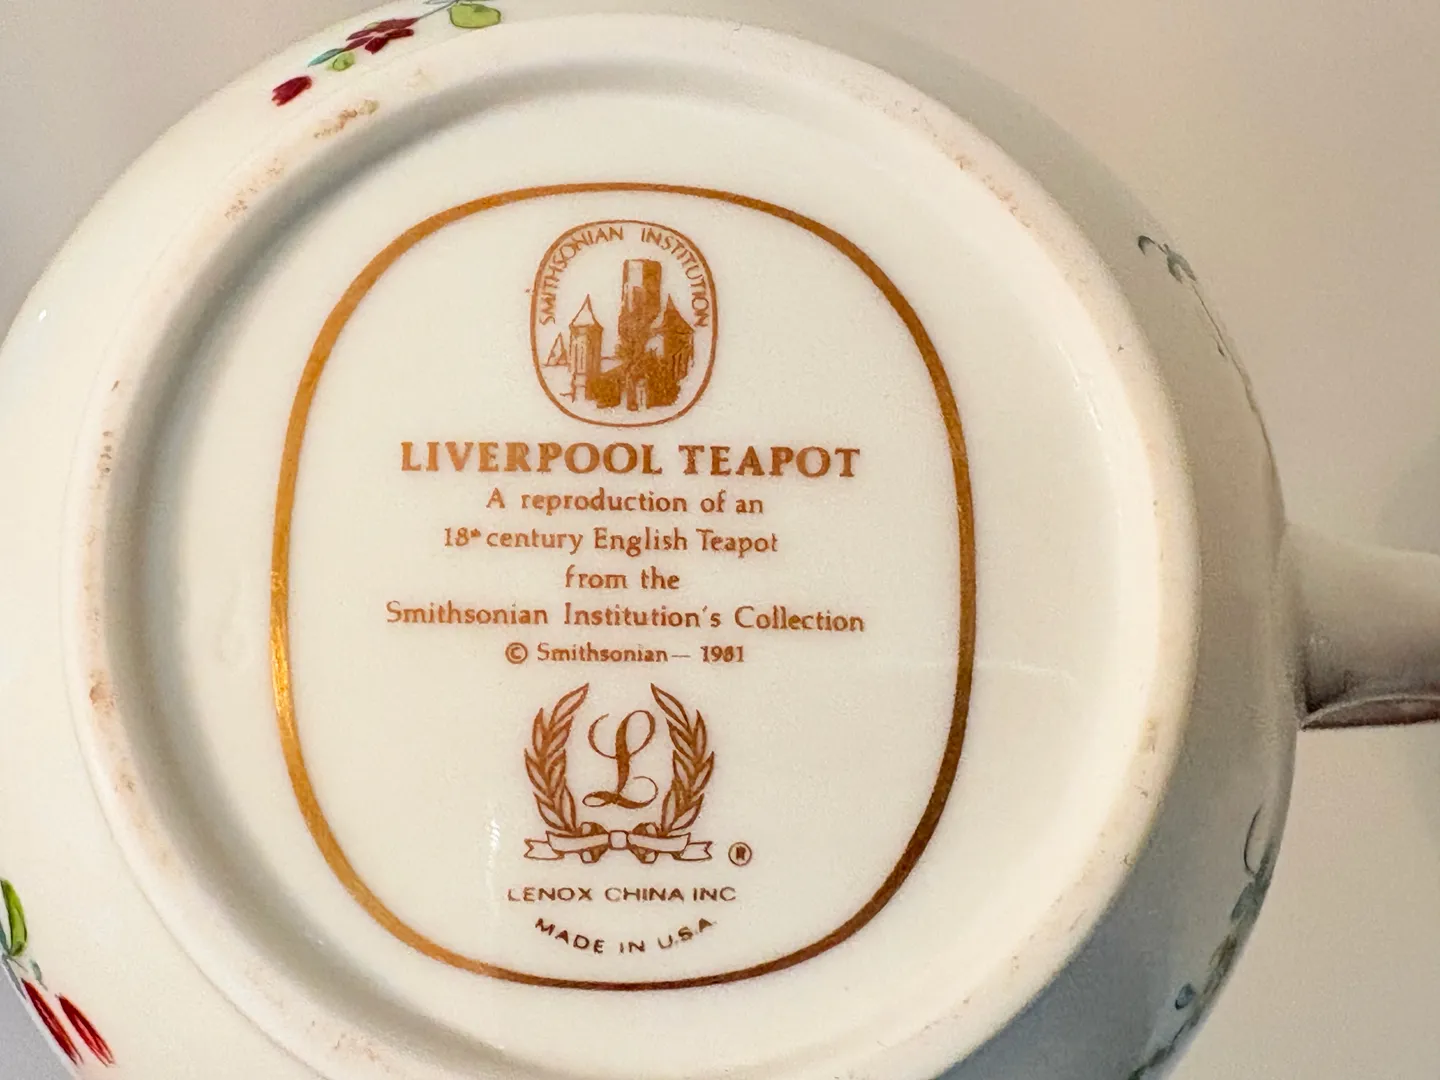 SMITHSONIAN INSTITUTION
LIVERPOOL TEAPOT
A reproduction of an
18th century English Teapot
from the
Smithsonian Institution's Collection
© Smithsonian — 1981
L
®
LENOX CHINA INC
MADE IN U.S.A.